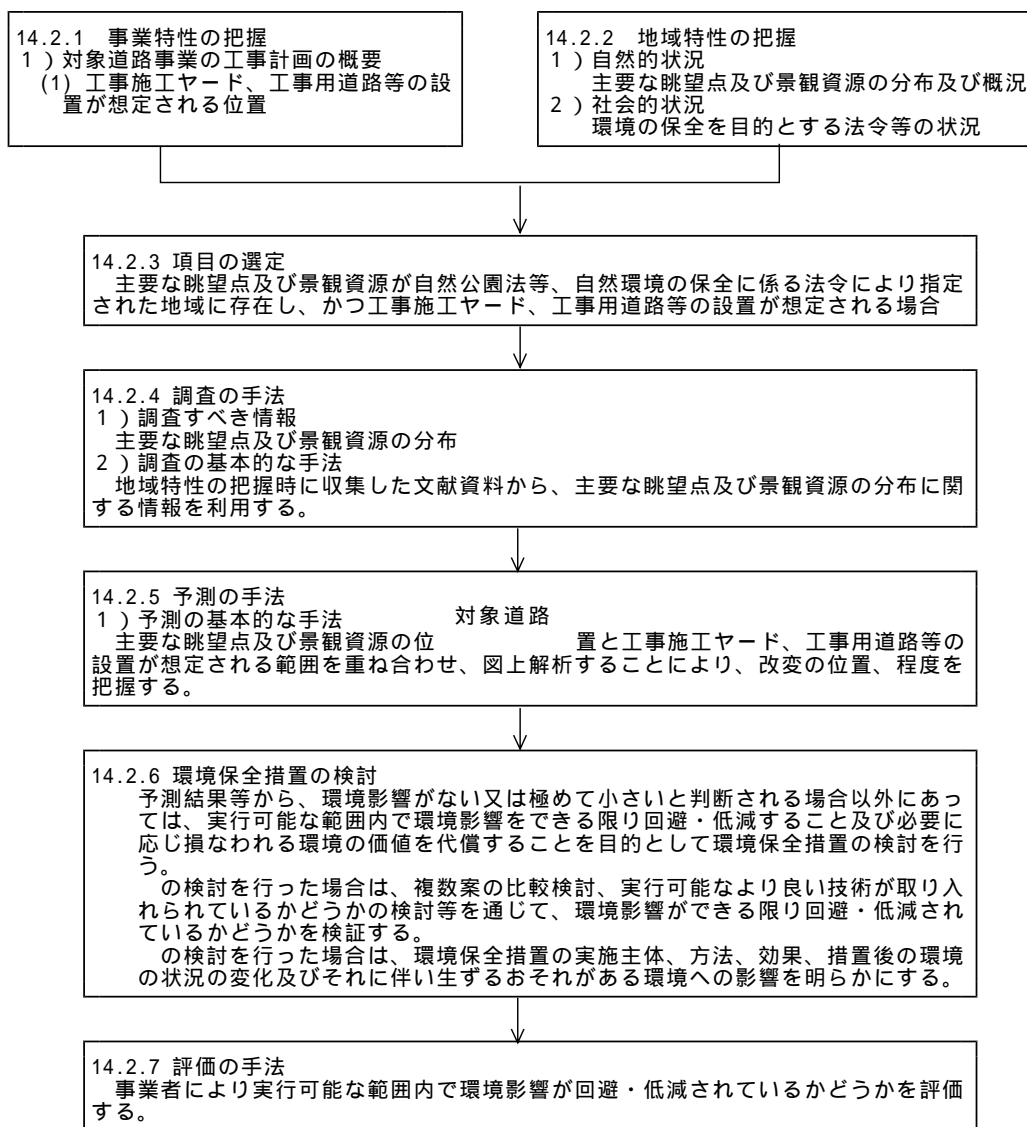 14.2.1 事業特性の把握
1）対象道路事業の工事計画の概要
(1) 工事施工ヤード、工事用道路等の設
置が想定される位置
14.2.2 地域特性の把握
1）自然的状況
主要な眺望点及び景観資源の分布及び概況
2）社会的状況
環境の保全を目的とする法令等の状況
14.2.3 項目の選定
主要な眺望点及び景観資源が自然公園法等、自然環境の保全に係る法令により指定
された地域に存在し、かつ工事施工ヤード、工事用道路等の設置が想定される場合
14.2.4 調査の手法
1）調査すべき情報
主要な眺望点及び景観資源の分布
2）調査の基本的な手法
地域特性の把握時に収集した文献資料から、主要な眺望点及び景観資源の分布に関
する情報を利用する。
14.2.5 予測の手法
1）予測の基本的な手法 対象道路
主要な眺望点及び景観資源の位 置と工事施工ヤード、工事用道路等の
設置が想定される範囲を重ね合わせ、図上解析することにより、改変の位置、程度を
把握する。
14.2.6 環境保全措置の検討
予測結果等から、環境影響がない又は極めて小さいと判断される場合以外にあっ
ては、実行可能な範囲内で環境影響をできる限り回避・低減すること及び必要に
応じ損なわれる環境の価値を代償することを目的として環境保全措置の検討を行
う。
の検討を行った場合は、複数案の比較検討、実行可能なより良い技術が取り入
れられているかどうかの検討等を通じて、環境影響ができる限り回避・低減され
ているかどうかを検証する。
の検討を行った場合は、環境保全措置の実施主体、方法、効果、措置後の環境
の状況の変化及びそれに伴い生ずるおそれがある環境への影響を明らかにする。
14.2.7 評価の手法
事業者により実行可能な範囲内で環境影響が回避・低減されているかどうかを評価
する。